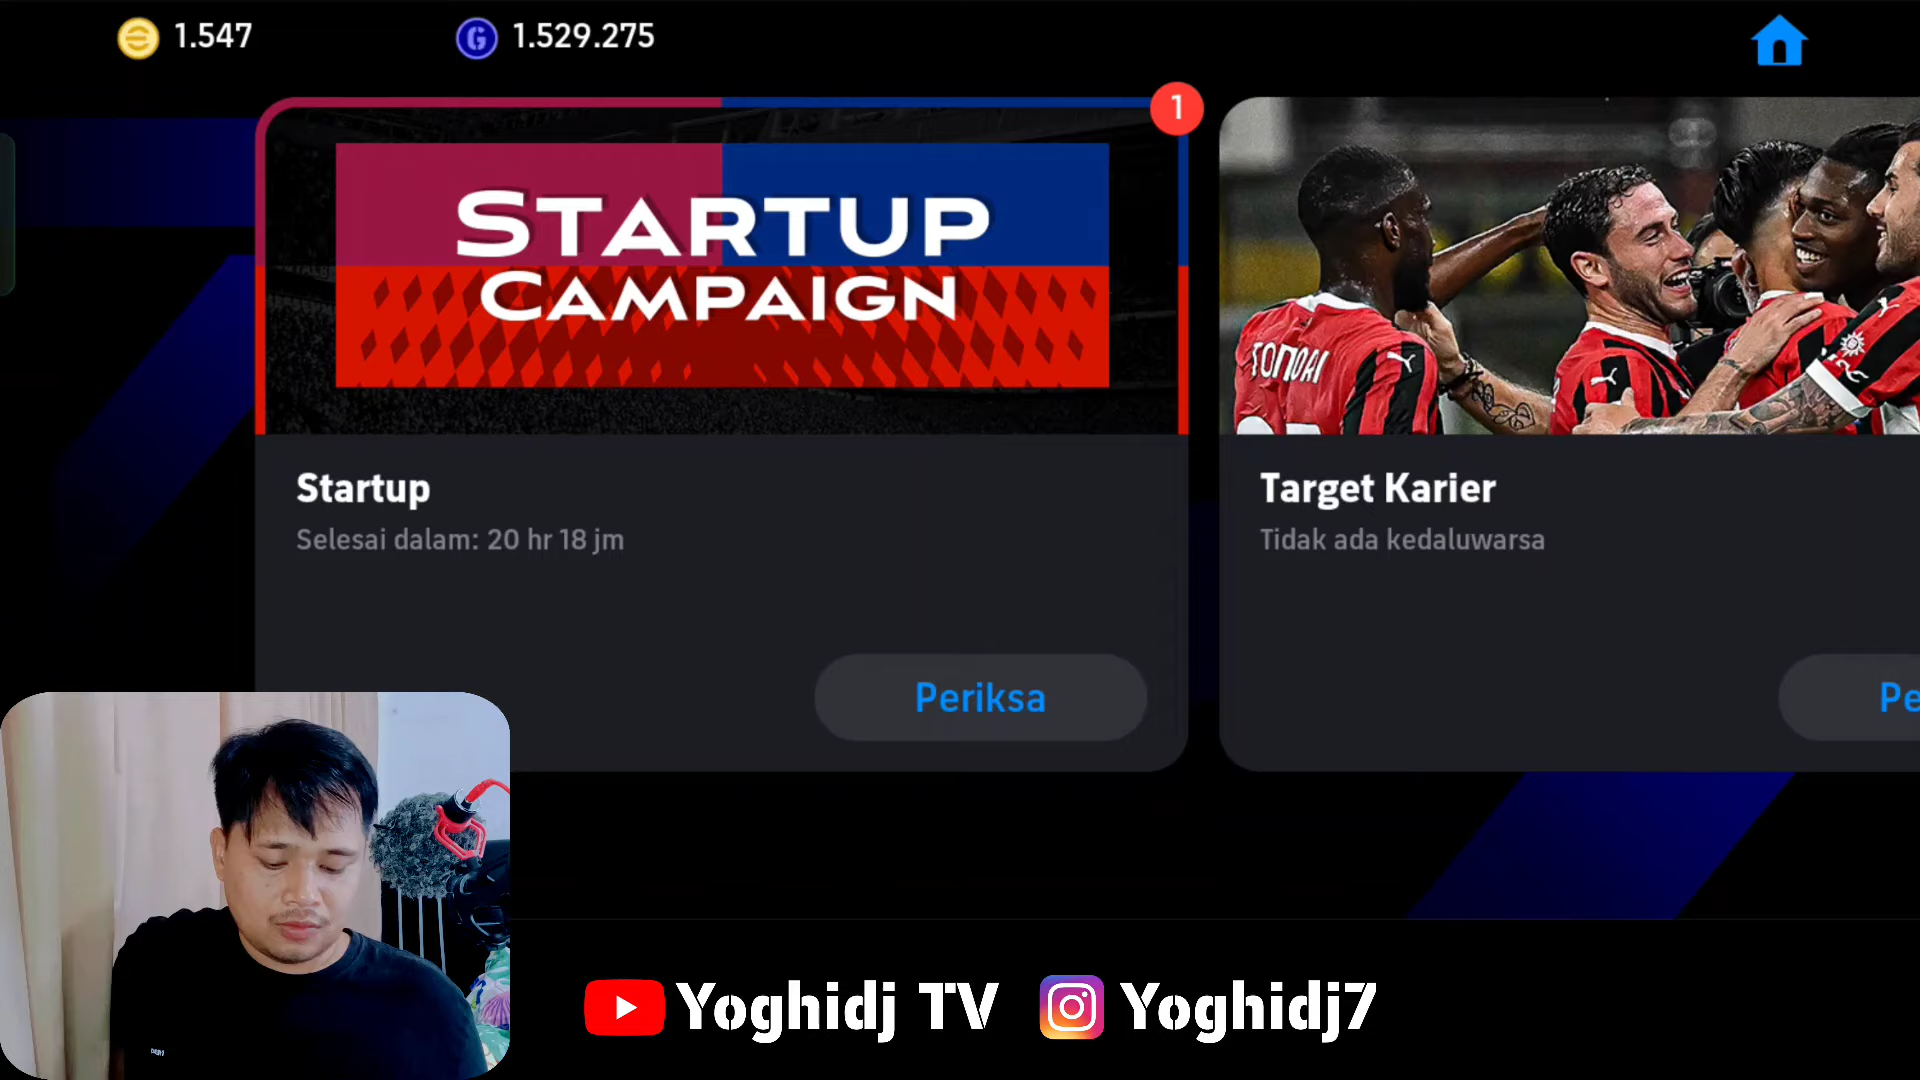 1.547
1.529.275
1
STARTUP
CAMPAIGN
TOMORI
Startup
Selesai dalam: 20 hr 18 jm
Periksa
Target Karier
Tidak ada kedaluwarsa
Pe
Yoghidj TV
Yoghidj7